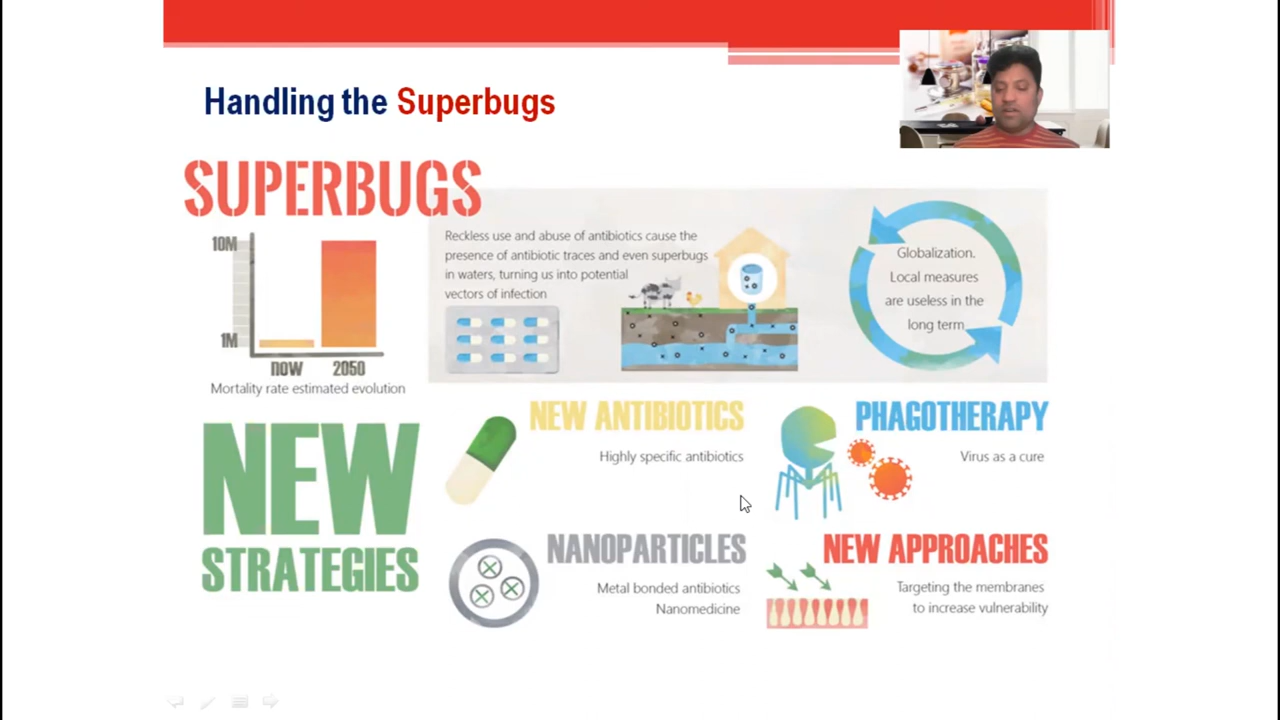 Handling the Superbugs
SUPERBUGS
10M
1M
now
2050
Mortality rate estimated evolution
Reckless use and abuse of antibiotics cause the
presence of antibiotic traces and even superbugs
in waters, turning us into potential
vectors of infection
Globalization.
Local measures
are useless in the
long term
NEW
STRATEGIES
NEW ANTIBIOTICS
Highly specific antibiotics
PHAGOTHERAPY
Virus as a cure
NANOPARTICLES
Metal bonded antibiotics
Nanomedicine
NEW APPROACHES
Targeting the membranes
to increase vulnerability